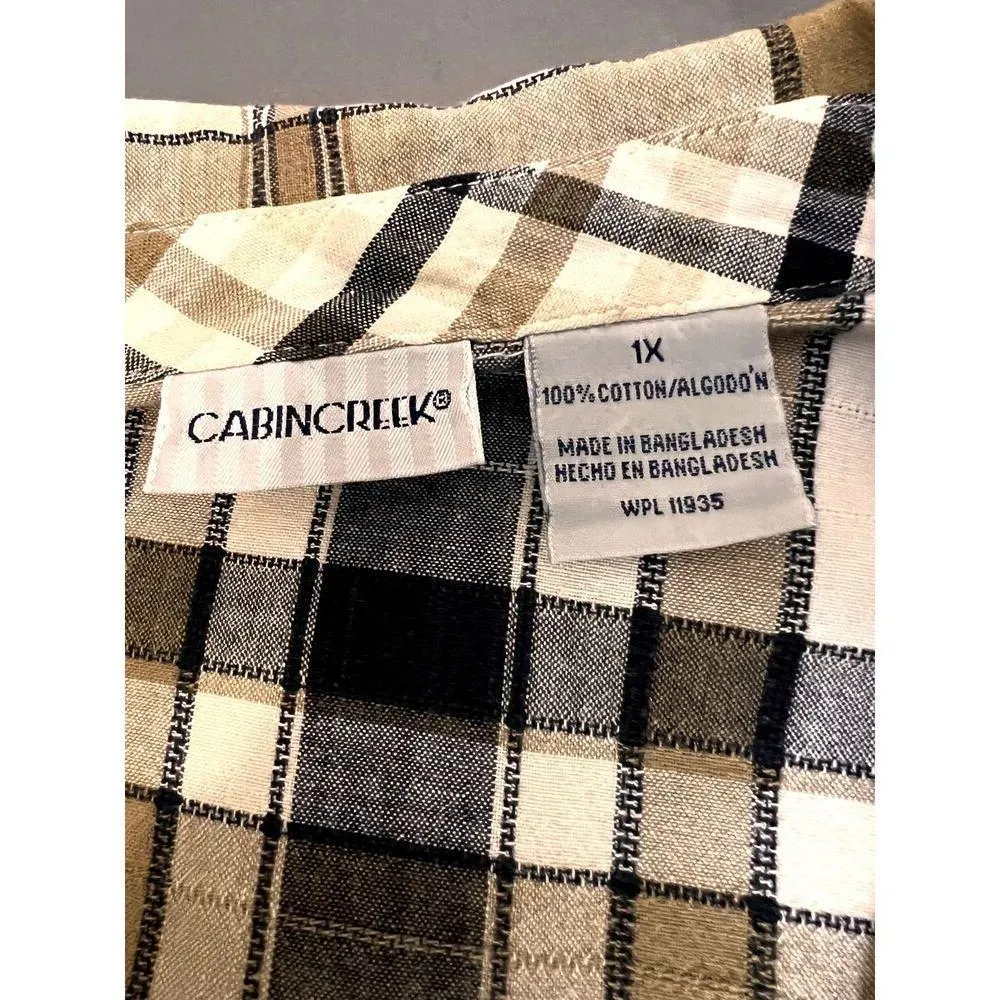 CABINCREEK®
1X
100% COTTON/ALGODO'N
MADE IN BANGLADESH
HECHO EN BANGLADESH
WPL 11935